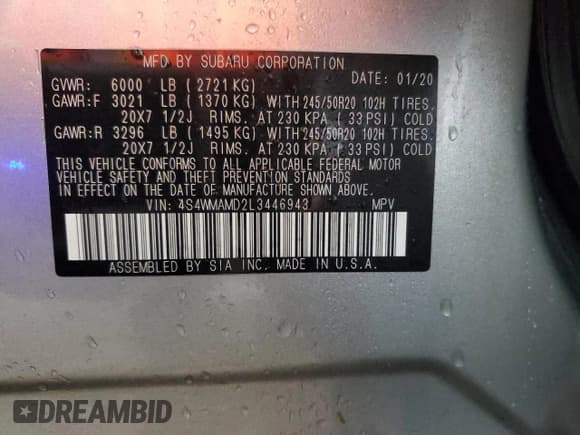 MFD BY SUBARU CORPORATION
DATE: 01/20
GVWR: 6000 LB ( 2721 KG)
GAWR:F 3021 LB ( 1370 KG) WITH 245/50R20 102H TIRES.
20X7 1/2J RIMS. AT 230 KPA ( 33 PSI) COLD
GAWR:R 3296 LB ( 1495 KG) WITH 245/50R20 102H TIRES.
20X7 1/2J RIMS. AT 230 KPA ( 33 PSI) COLD
THIS VEHICLE CONFORMS TO ALL APPLICABLE FEDERAL MOTOR
VEHICLE SAFETY AND THEFT PREVENTION STANDARDS
IN EFFECT ON THE DATE OF MANUFACTURE SHOWN ABOVE.
VIN: 4S4WMAMD2L3446943 MPV
ASSEMBLED BY SIA INC. MADE IN U.S.A.
DREAMBID